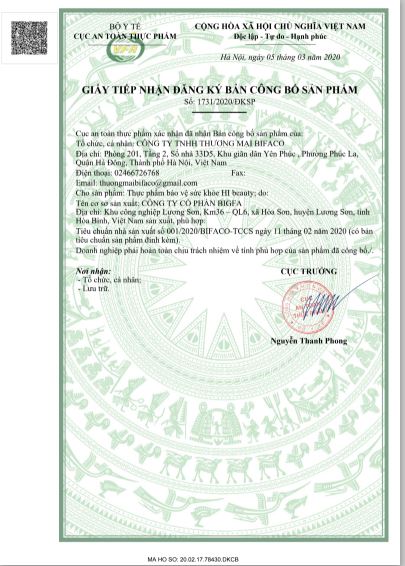 BỘ Y TẾ
CỤC AN TOÀN THỰC PHẨM
CỘNG HÒA XÃ HỘI CHỦ NGHĨA VIỆT NAM
Độc lập - Tự do - Hạnh phúc
VFA
Hà Nội, ngày 05 tháng 03 năm 2020
GIẤY TIẾP NHẬN ĐĂNG KÝ BẢN CÔNG BỐ SẢN PHẨM
Số: 1731/2020/ĐKSP
Cục an toàn thực phẩm xác nhận đã nhận Bản công bố sản phẩm của:
Tổ chức, cá nhân: CÔNG TY TNHH THƯƠNG MẠI BIFACO
Địa chỉ: Phòng 201, Tầng 2, Số nhà 33D5, Khu giãn dân Yên Phúc , Phường Phúc La,
Quận Hà Đông, Thành phố Hà Nội, Việt Nam
Điện thoại: 02466726768 Fax:
Email: thuongmaibifaco@gmail.com
Cho sản phẩm: Thực phẩm bảo vệ sức khỏe HI beauty; do:
Tên cơ sở sản xuất: CÔNG TY CỔ PHẦN BIGFA
Địa chỉ: Khu công nghiệp Lương Sơn, Km36 – QL6, xã Hòa Sơn, huyện Lương Sơn, tỉnh
Hòa Bình, Việt Nam sản xuất, phù hợp:
Tiêu chuẩn nhà sản xuất số 001/2020/BIFACO-TCCS ngày 11 tháng 02 năm 2020 (có bản
tiêu chuẩn sản phẩm đính kèm).
Doanh nghiệp phải hoàn toàn chịu trách nhiệm về tính phù hợp của sản phẩm đã công bố./.
Nơi nhận:
- Tổ chức, cá nhân;
- Lưu trữ.
CỤC TRƯỞNG
Nguyễn Thanh Phong
MA HO SO: 20.02.17.78430.DKCB